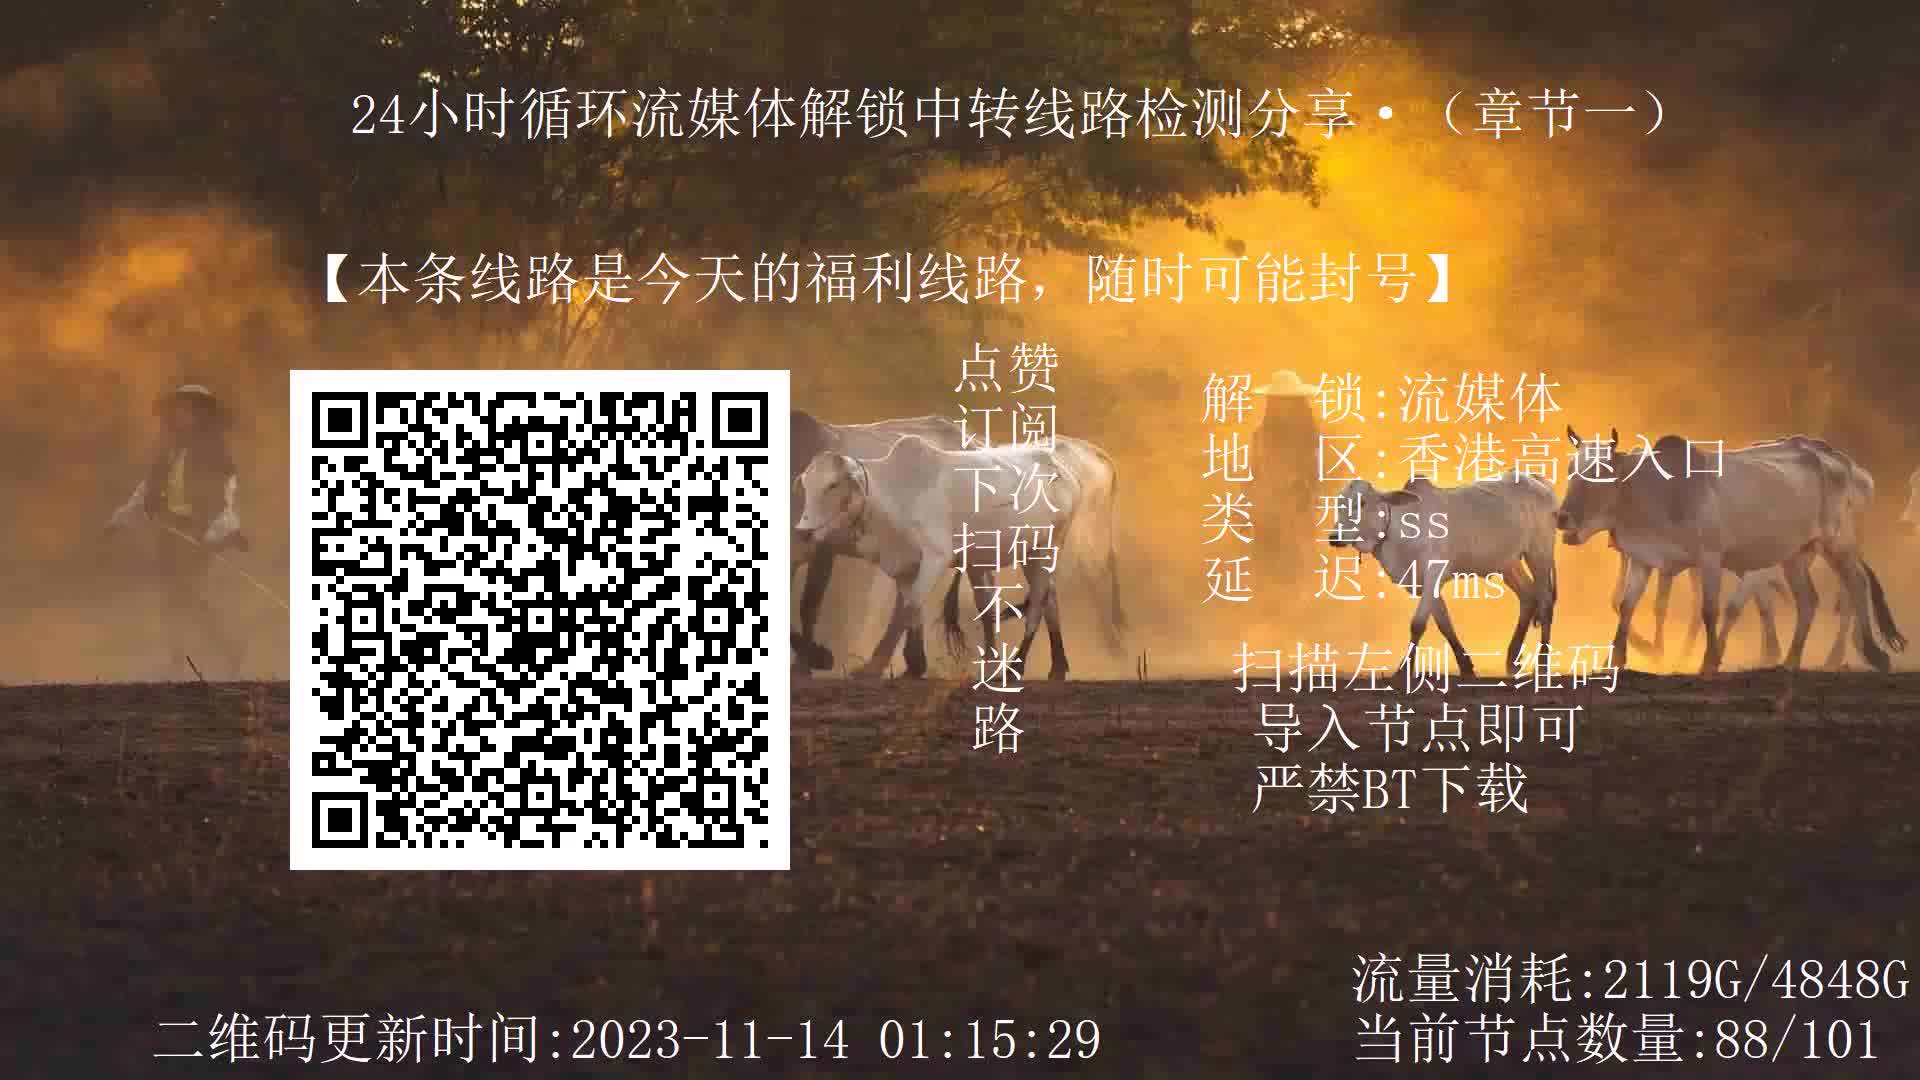 24小时循环流媒体解锁中转线路检测分享·（章节一）
【本条线路是今天的福利线路，随时可能封号】
点赞
订阅
下次
扫码
不
迷
路
解 锁:流媒体
地 区:香港高速入口
类 型:ss
延 迟:47ms
扫描左侧二维码
导入节点即可
严禁BT下载
流量消耗:2119G/4848G
当前节点数量:88/101
二维码更新时间:2023-11-14 01:15:29